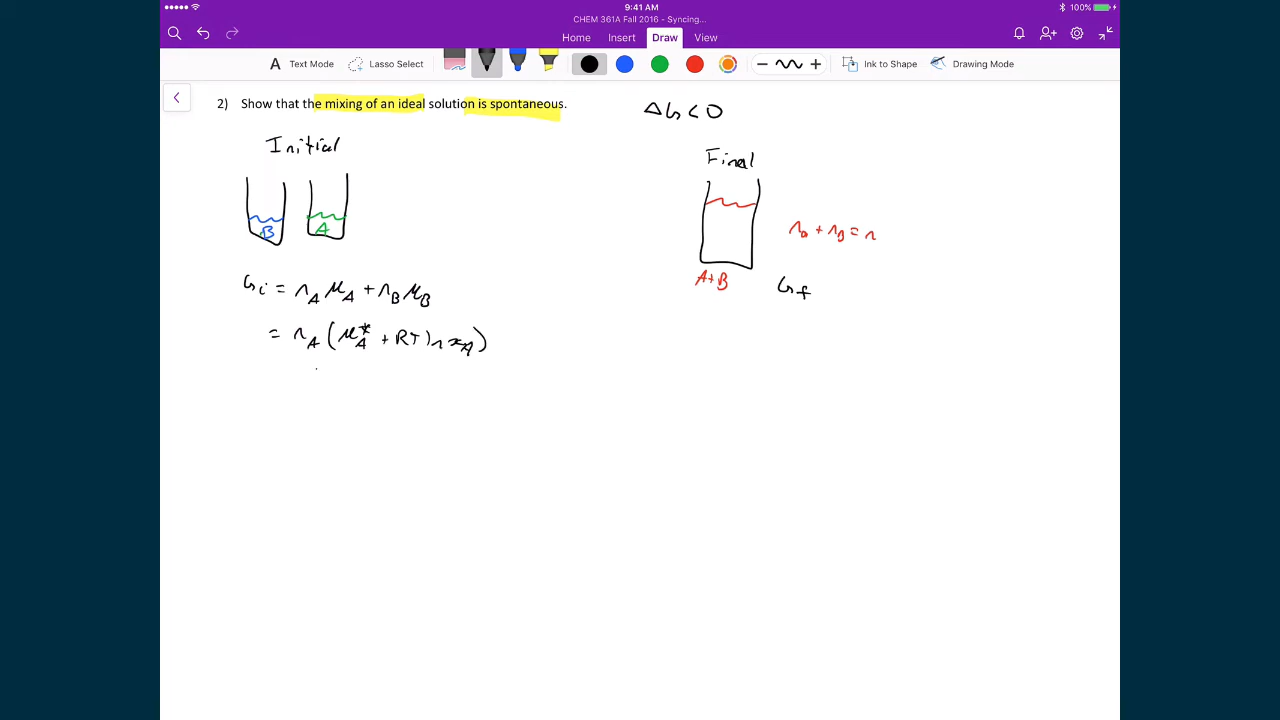 9:41 AM
100%
CHEM 361A Fall 2016 - Syncing...
Home Insert Draw View
A Text Mode Lasso Select Ink to Shape Drawing Mode
2) Show that the mixing of an ideal solution is spontaneous.
ΔG < 0
Initial
Final
B A
n_A + n_B = n
A+B
G_i = n_A μ_A + n_B μ_B
G_f
= n_A (μ_A^* + RT ln x_A)